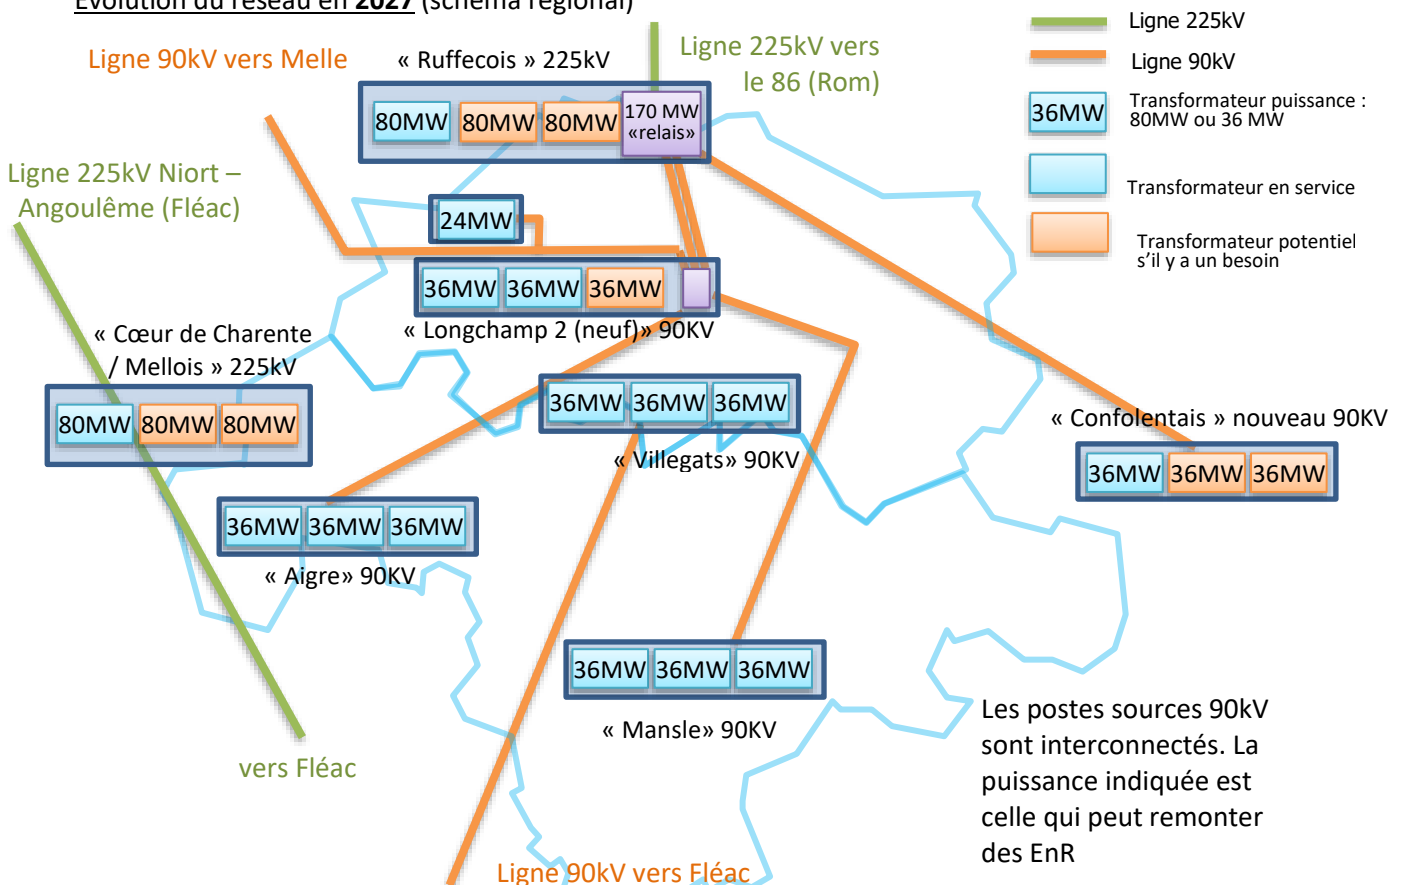 Evolution du réseau en 2027 (schéma régional)
Ligne 225kV
Ligne 90kV
36MW
Transformateur puissance :
80MW ou 36 MW
Transformateur en service
Transformateur potentiel
s’il y a un besoin
Ligne 90kV vers Melle
« Ruffecois » 225kV
Ligne 225kV vers
le 86 (Rom)
80MW
80MW
80MW
170 MW
«relais»
Ligne 225kV Niort –
Angoulême (Fléac)
24MW
36MW
36MW
36MW
« Longchamp 2 (neuf)» 90KV
« Cœur de Charente
/ Mellois » 225kV
80MW
80MW
80MW
36MW
36MW
36MW
« Villegats» 90KV
« Confolentais » nouveau 90KV
36MW
36MW
36MW
36MW
36MW
36MW
« Aigre» 90KV
36MW
36MW
36MW
« Mansle» 90KV
vers Fléac
Ligne 90kV vers Fléac
Les postes sources 90kV
sont interconnectés. La
puissance indiquée est
celle qui peut remonter
des EnR